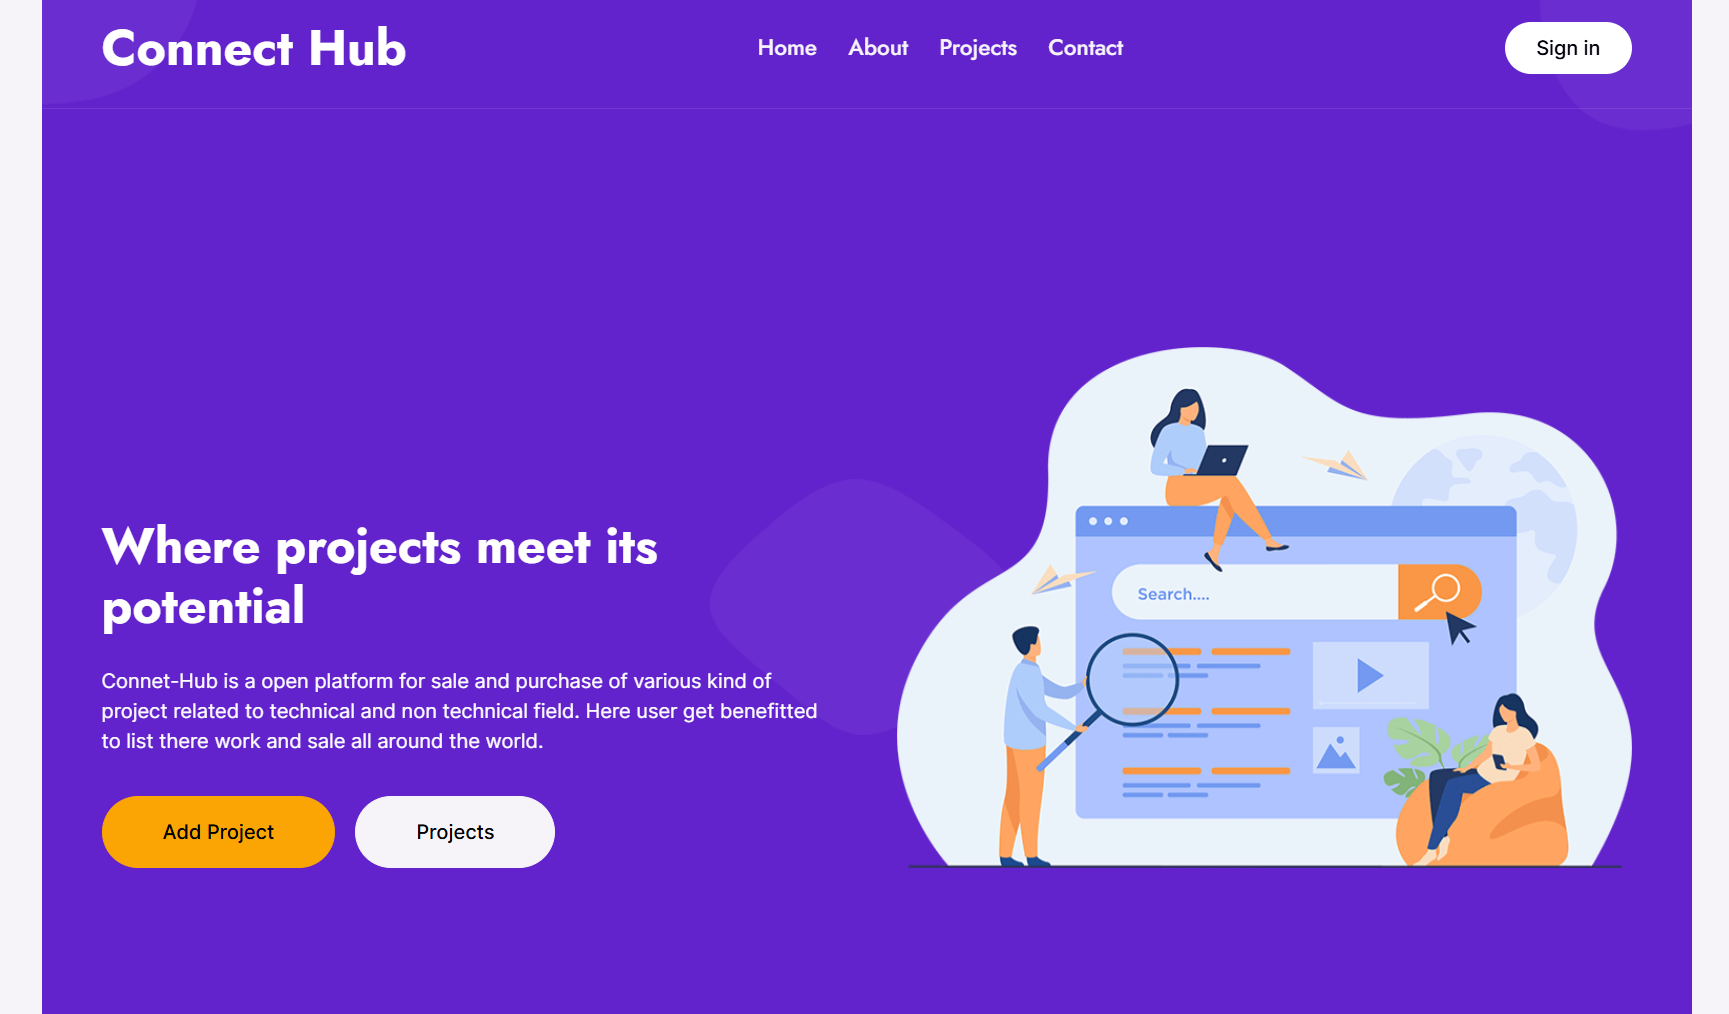 Connect Hub
Home About Projects Contact
Sign in
Where projects meet its
potential
Connet-Hub is a open platform for sale and purchase of various kind of
project related to technical and non technical field. Here user get benefitted
to list there work and sale all around the world.
Add Project
Projects
Search....